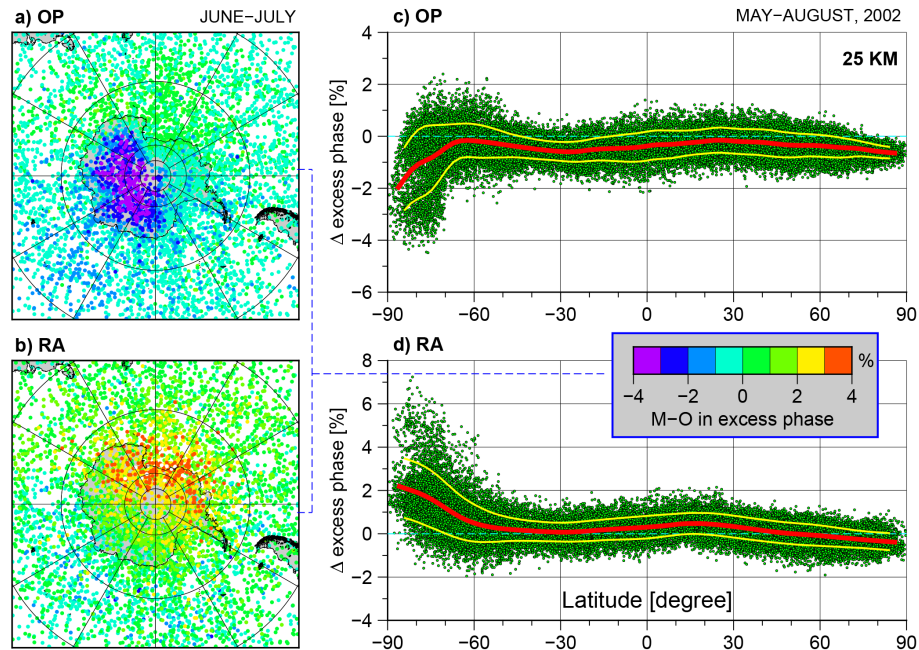 a) OP JUNE−JULY
c) OP MAY−AUGUST, 2002
4
2
0
−2
−4
−6
Δ excess phase [%]
25 KM
−90 −60 −30 0 30 60 90
b) RA
d) RA
8
6
4
2
0
−2
−4
Δ excess phase [%]
%
−4 −2 0 2 4
M−O in excess phase
Latitude [degree]
−90 −60 −30 0 30 60 90